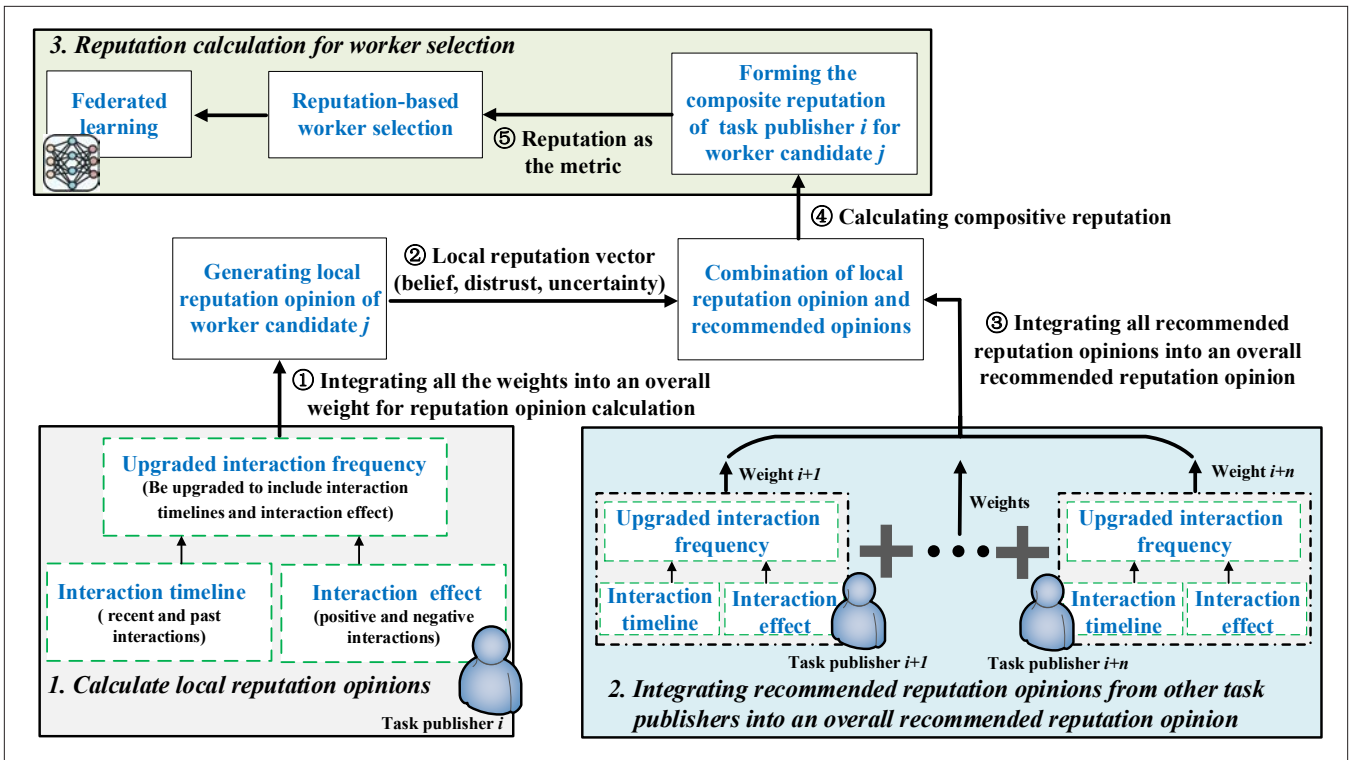 3. Reputation calculation for worker selection
Federated
learning
Reputation-based
worker selection
Forming the
composite reputation
of task publisher i for
worker candidate j
⑤ Reputation as
the metric
④ Calculating compositive reputation
Generating local
reputation opinion of
worker candidate j
② Local reputation vector
(belief, distrust, uncertainty)
Combination of local
reputation opinion and
recommended opinions
③ Integrating all recommended
reputation opinions into an overall
recommended reputation opinion
① Integrating all the weights into an overall
weight for reputation opinion calculation
Upgraded interaction frequency
(Be upgraded to include interaction
timelines and interaction effect)
Interaction timeline
( recent and past
interactions)
Interaction effect
(positive and negative
interactions)
1. Calculate local reputation opinions
Task publisher i
Weight i+1
Weights
Weight i+n
Upgraded interaction
frequency
Interaction
timeline
Interaction
effect
Task publisher i+1
Upgraded interaction
frequency
Interaction
timeline
Interaction
effect
Task publisher i+n
2. Integrating recommended reputation opinions from other task
publishers into an overall recommended reputation opinion